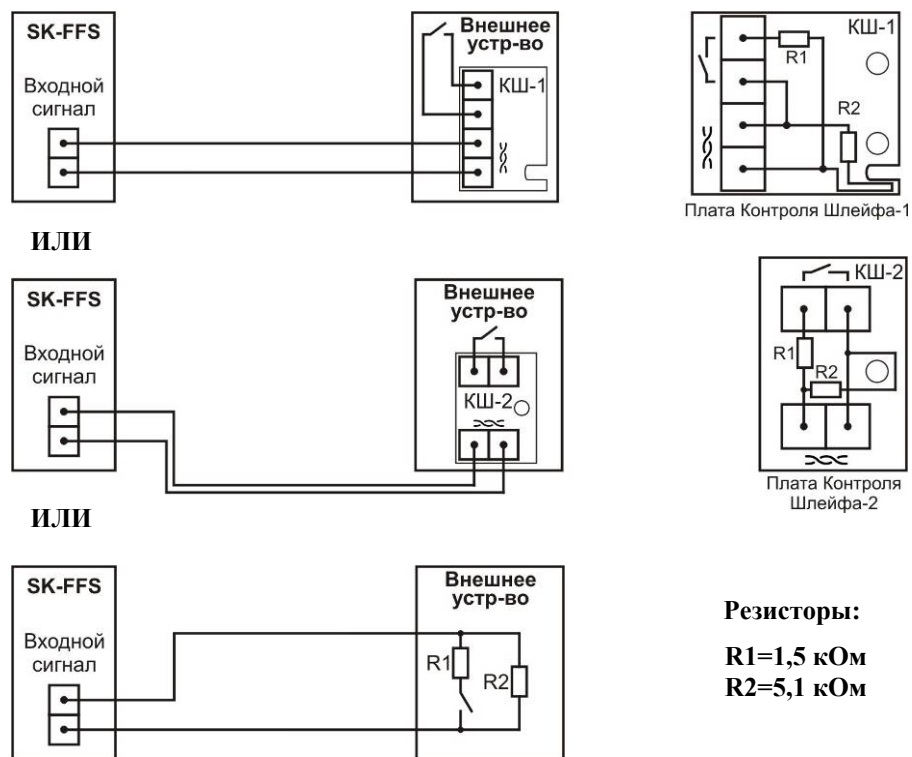 SK-FFS
Входной
сигнал
Внешнее
устр-во
КШ-1
КШ-1
R1
R2
Плата Контроля Шлейфа-1
ИЛИ
SK-FFS
Входной
сигнал
Внешнее
устр-во
КШ-2
КШ-2
R1
R2
Плата Контроля
Шлейфа-2
ИЛИ
SK-FFS
Входной
сигнал
Внешнее
устр-во
R1
R2
Резисторы:
R1=1,5 кОм
R2=5,1 кОм